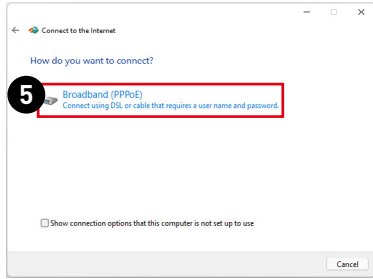 Connect to the Internet
How do you want to connect?
5
Broadband (PPPoE)
Connect using DSL or cable that requires a user name and password.
Show connection options that this computer is not set up to use
Cancel